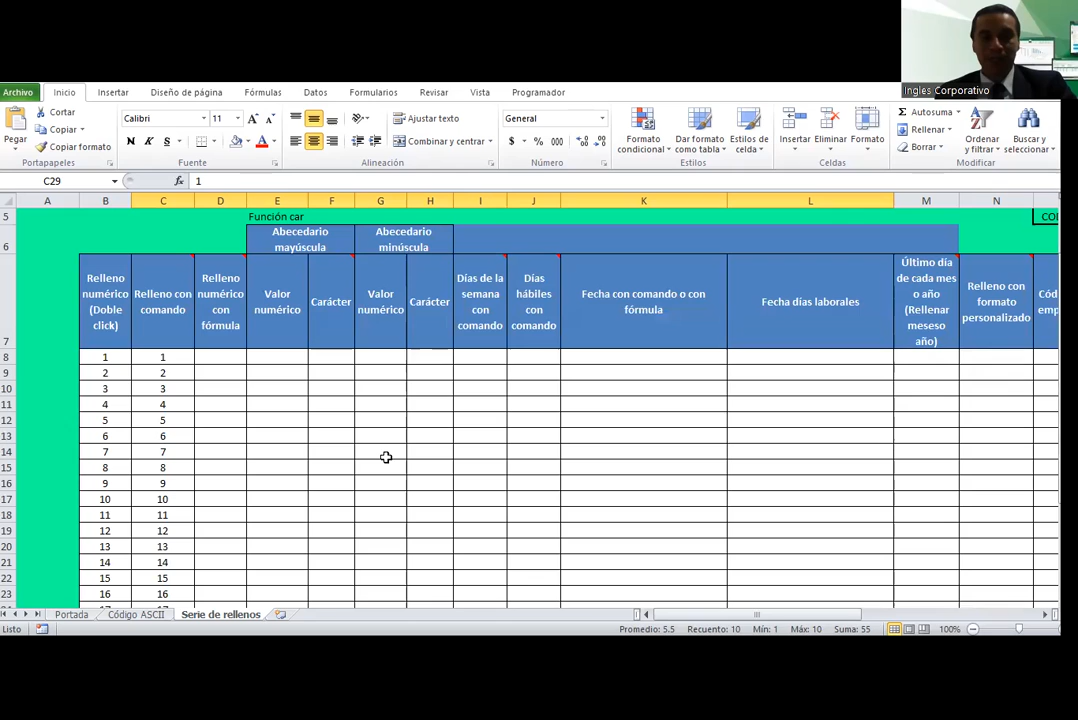 Ingles Corporativo
Archivo Inicio Insertar Diseño de página Fórmulas Datos Formularios Revisar Vista Programador
Pegar Cortar Copiar Copiar formato
Portapapeles
Calibri 11
N K S
Fuente
Ajustar texto
Combinar y centrar
Alineación
General
$ % 000
Número
Formato condicional Dar formato como tabla Estilos de celda
Estilos
Insertar Eliminar Formato
Celdas
Autosuma Rellenar Borrar
Ordenar y filtrar Buscar y seleccionar
Modificar
C29 fx 1
A B C D E F G H I J K L M N
5 Función car
6 Abecedario mayúscula Abecedario minúscula
7 Relleno numérico (Doble click) Relleno con comando Relleno numérico con fórmula Valor numérico Carácter Valor numérico Carácter Días de la semana con comando Días hábiles con comando Fecha con comando o con fórmula Fecha días laborales Último día de cada mes o año (Rellenar meseso año) Relleno con formato personalizado
8 1 1
9 2 2
10 3 3
11 4 4
12 5 5
13 6 6
14 7 7
15 8 8
16 9 9
17 10 10
18 11 11
19 12 12
20 13 13
21 14 14
22 15 15
23 16 16
Portada Código ASCII Serie de rellenos
Listo Promedio: 5.5 Recuento: 10 Mín: 1 Máx: 10 Suma: 55 100%